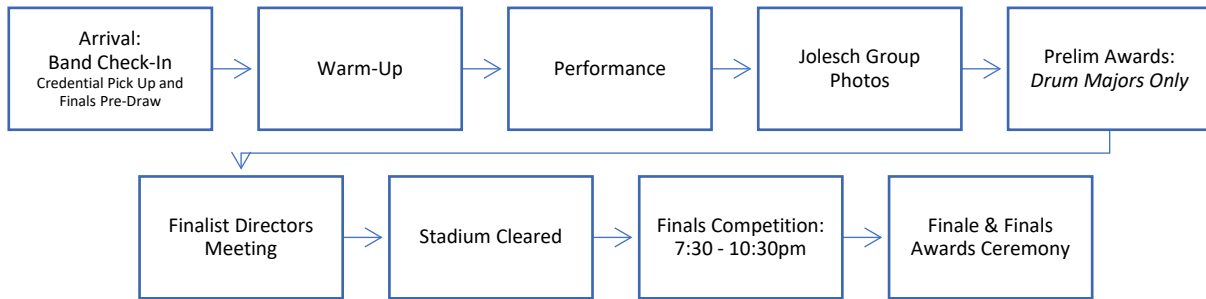 Arrival:
Band Check-In
Credential Pick Up and
Finals Pre-Draw
Warm-Up
Performance
Jolesch Group
Photos
Prelim Awards:
Drum Majors Only
Finalist Directors
Meeting
Stadium Cleared
Finals Competition:
7:30 - 10:30pm
Finale & Finals
Awards Ceremony